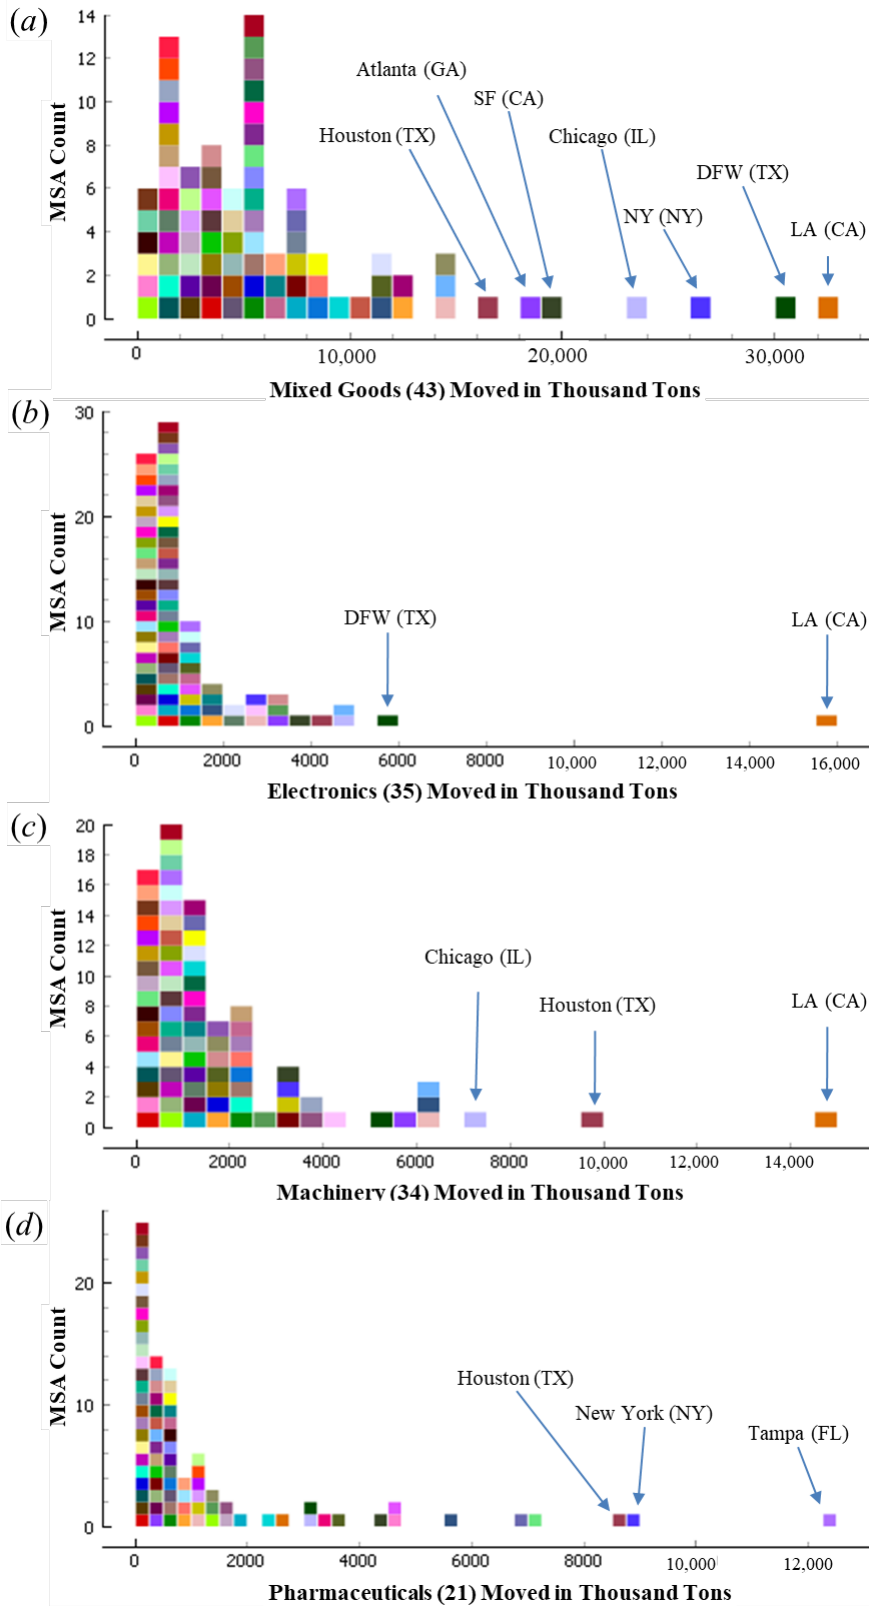 (a)
14
12
10
8
6
4
2
0
MSA Count
Atlanta (GA)
SF (CA)
Houston (TX)
Chicago (IL)
DFW (TX)
NY (NY)
LA (CA)
0 10,000 20,000 30,000
Mixed Goods (43) Moved in Thousand Tons
(b)
30
20
10
0
MSA Count
DFW (TX)
LA (CA)
0 2000 4000 6000 8000 10,000 12,000 14,000 16,000
Electronics (35) Moved in Thousand Tons
(c)
20
18
16
14
12
10
8
6
4
2
0
MSA Count
Chicago (IL)
Houston (TX)
LA (CA)
0 2000 4000 6000 8000 10,000 12,000 14,000
Machinery (34) Moved in Thousand Tons
(d)
20
10
0
MSA Count
Houston (TX)
New York (NY)
Tampa (FL)
0 2000 4000 6000 8000 10,000 12,000
Pharmaceuticals (21) Moved in Thousand Tons